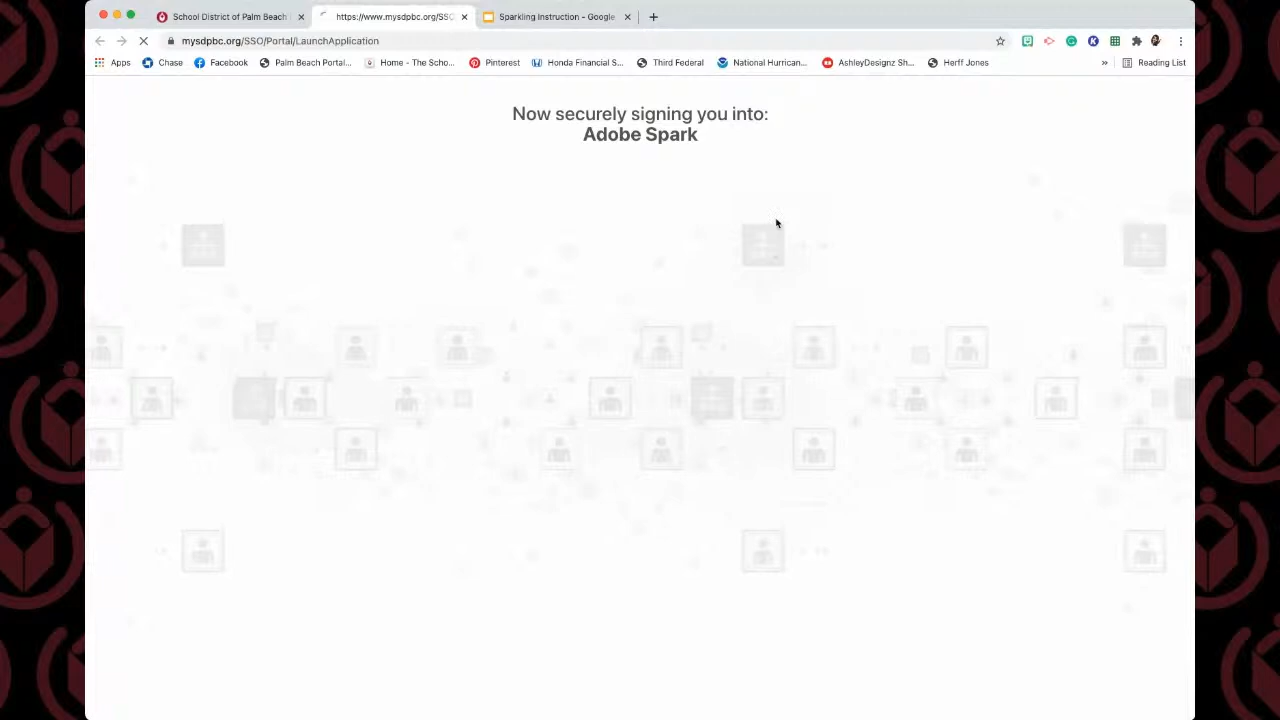 School District of Palm Beach
https://www.mysdpbc.org/SSC
Sparkling Instruction - Google
mysdpbc.org/SSO/Portal/LaunchApplication
Apps
Chase
Facebook
Palm Beach Portal...
Home - The Scho...
Pinterest
Honda Financial S...
Third Federal
National Hurrican...
AshleyDesignz Sh...
Herff Jones
»
Reading List
Now securely signing you into:
Adobe Spark